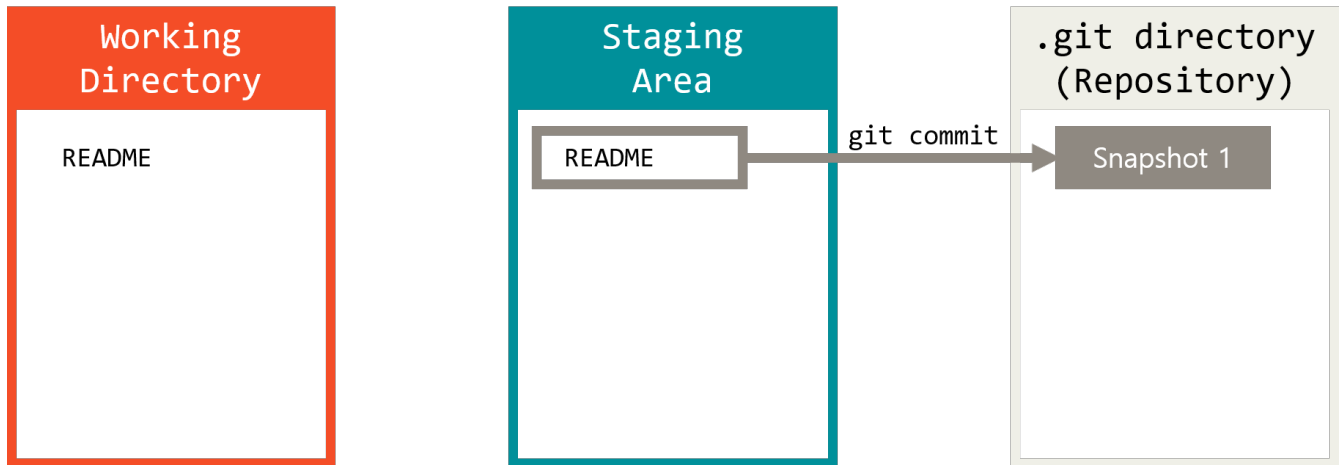 Working
Directory
Staging
Area
.git directory
(Repository)
README
README
git commit
Snapshot 1